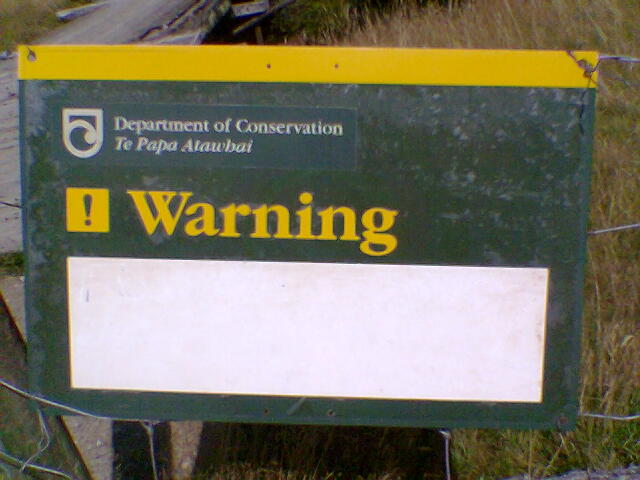 Department of Conservation
Te Papa Atawhai
! Warning